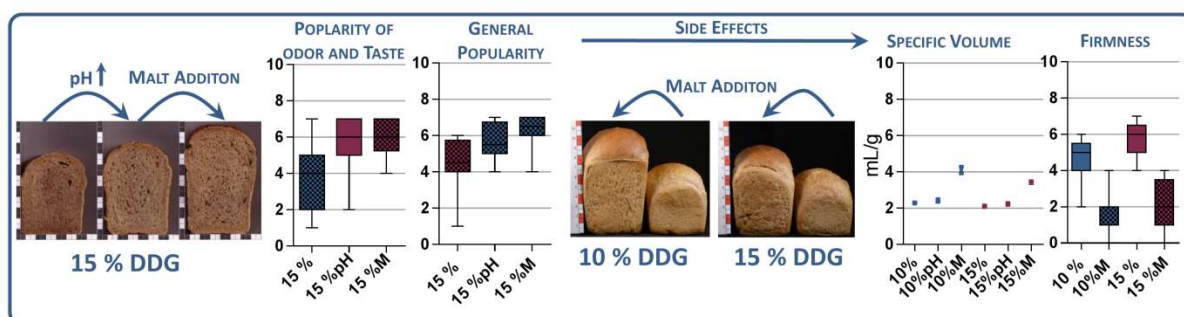 pH↑ MALT ADDITON
15 % DDG
POPLARITY OF
ODOR AND TASTE
10
8
6
4
2
0
15 %
15 %pH
15 %M
GENERAL
POPULARITY
10
8
6
4
2
0
15 %
15 %pH
15 %M
SIDE EFFECTS
MALT ADDITON
10 % DDG
15 % DDG
SPECIFIC VOLUME
mL/g
10
8
6
4
2
0
10%
10%pH
10%M
15%
15%pH
15%M
FIRMNESS
10
8
6
4
2
0
10 %
10%M
15 %
15 %M